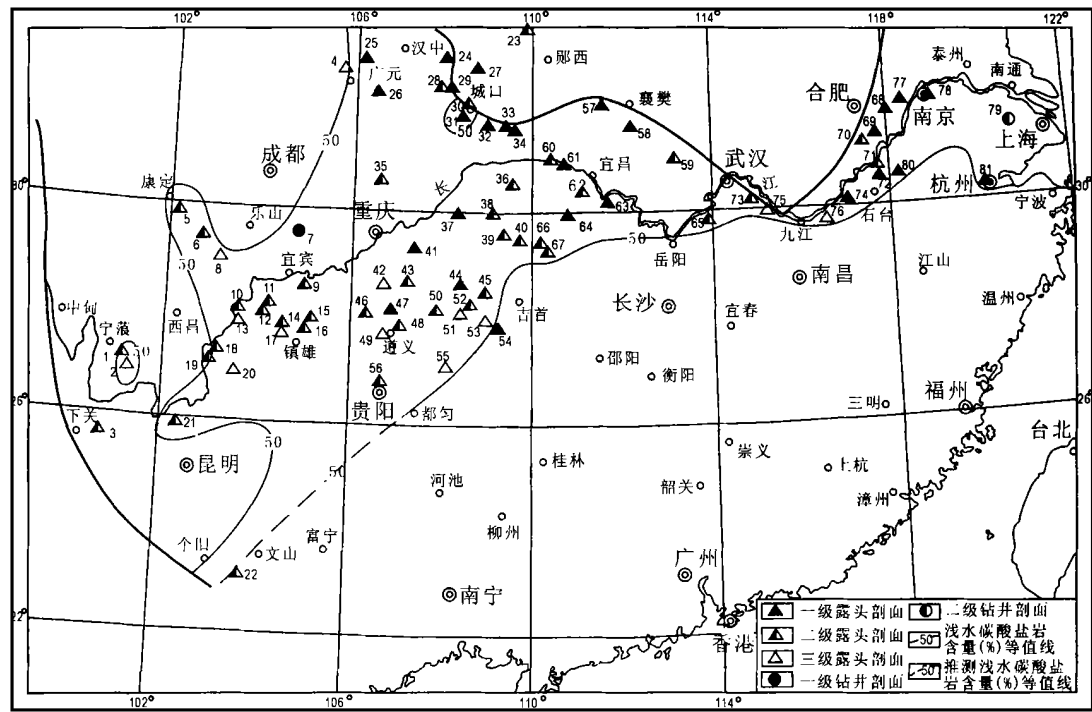 102° 106° 110° 114° 118° 122°
23
25 汉中 24
4 27 郧西 泰州
广元 28 29 77 南通
26 城口 合肥 68 78
30 33 57 襄樊 南京 79
31 50 32 34 58 69 上海
50 70
成都 60 61 宜昌 59 武汉 71
30° 康定 35 长 36 6 江 72 80 杭州 81
乐山 重庆 63 73 75 74 石台 宁波
5 38 64 65 76
6 7 37 39 40 66 50 九江
8 宜宾 41 67 岳阳 江山
50 9 42 43 44 45 长沙 南昌 温州
中甸 10 11 46 47 50 52 吉首 宜春
宁蒗 西昌 12 14 15 48 51
50 13 17 16 49 遵义 53 54
1 18 镇雄 邵阳
2 19 20 55 衡阳
56 三明 福州
26° 贵阳 26°
下关 21 都匀 台北
3 50 崇义
昆明 50 桂林 上杭
河池 韶关 漳州
柳州
个旧 文山 富宁
22 广州
南宁
22° 香港
一级露头剖面
二级露头剖面
三级露头剖面
一级钻井剖面
二级钻井剖面
50 浅水碳酸盐岩
含量(%)等值线
50 推测浅水碳酸盐
岩含量(%)等值线
102° 106° 110° 114° 118°